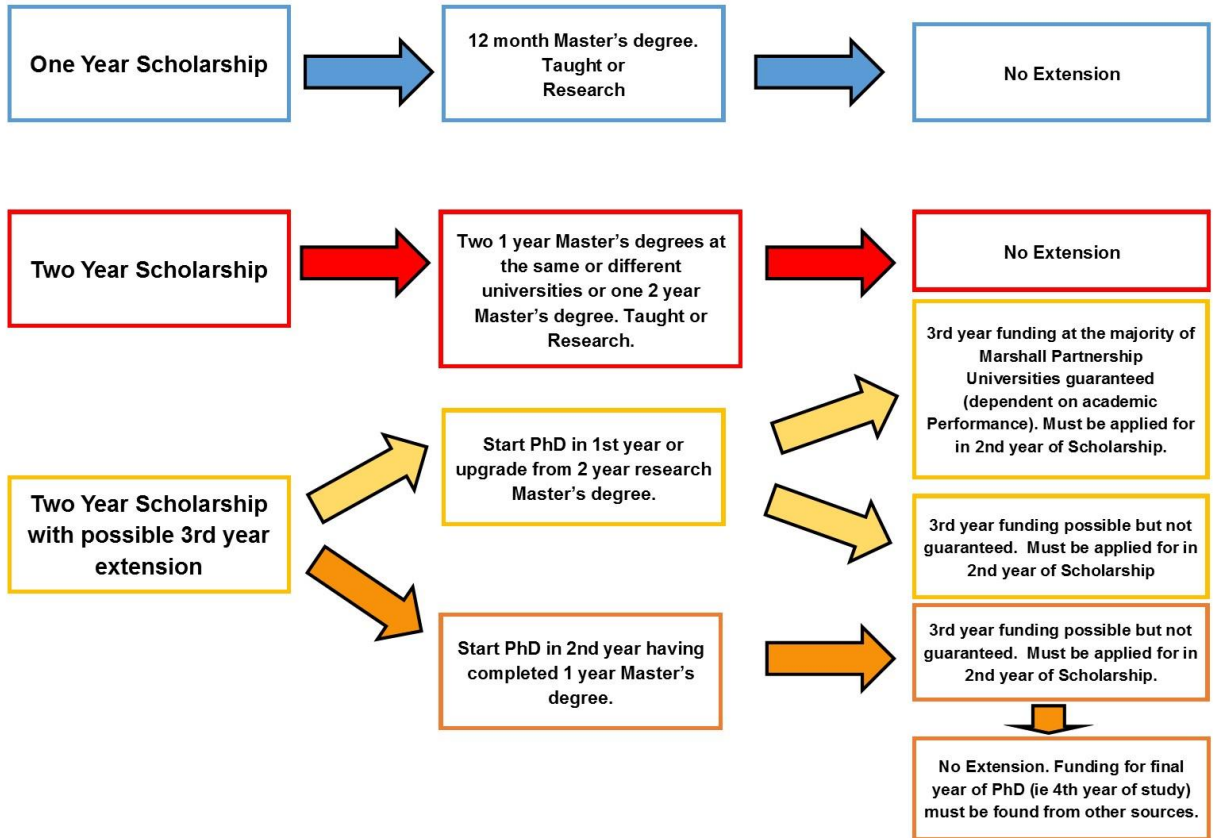 One Year Scholarship
12 month Master's degree.
Taught or
Research
No Extension
Two Year Scholarship
Two 1 year Master's degrees at
the same or different
universities or one 2 year
Master's degree. Taught or
Research.
No Extension
Two Year Scholarship
with possible 3rd year
extension
Start PhD in 1st year or
upgrade from 2 year research
Master's degree.
3rd year funding at the majority of
Marshall Partnership
Universities guaranteed
(dependent on academic
Performance). Must be applied for
in 2nd year of Scholarship.
3rd year funding possible but not
guaranteed.  Must be applied for in
2nd year of Scholarship
Start PhD in 2nd year having
completed 1 year Master's
degree.
3rd year funding possible but not
guaranteed.  Must be applied for in
2nd year of Scholarship.
No Extension. Funding for final
year of PhD (ie 4th year of study)
must be found from other sources.